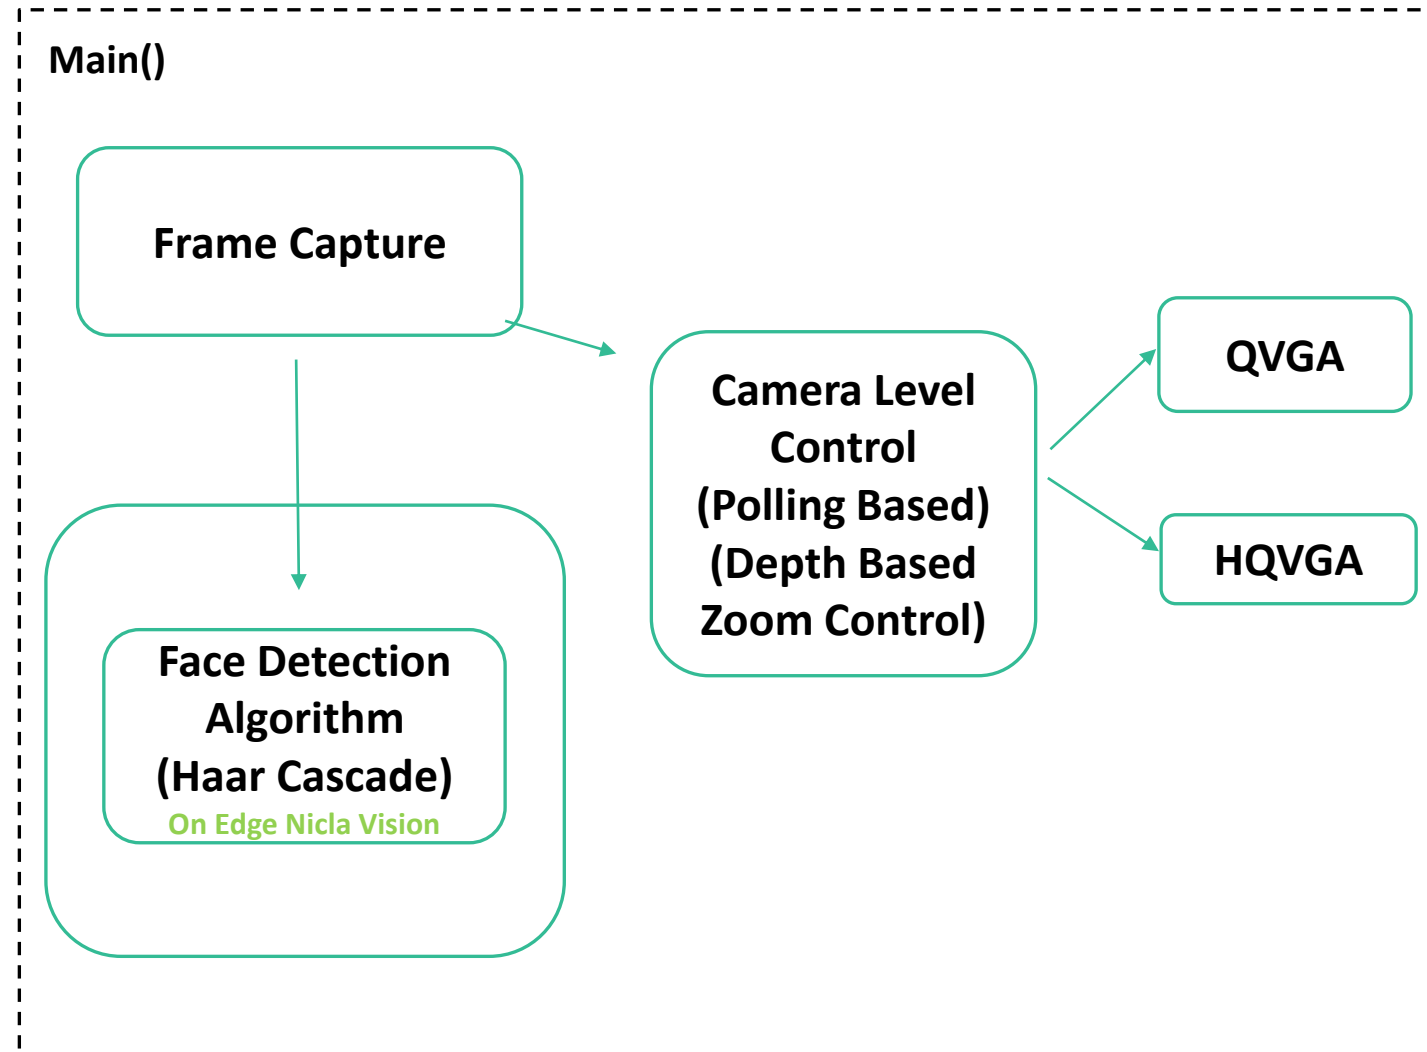 Main()
Frame Capture
Camera Level
Control
(Polling Based)
(Depth Based
Zoom Control)
QVGA
HQVGA
Face Detection
Algorithm
(Haar Cascade)
On Edge Nicla Vision